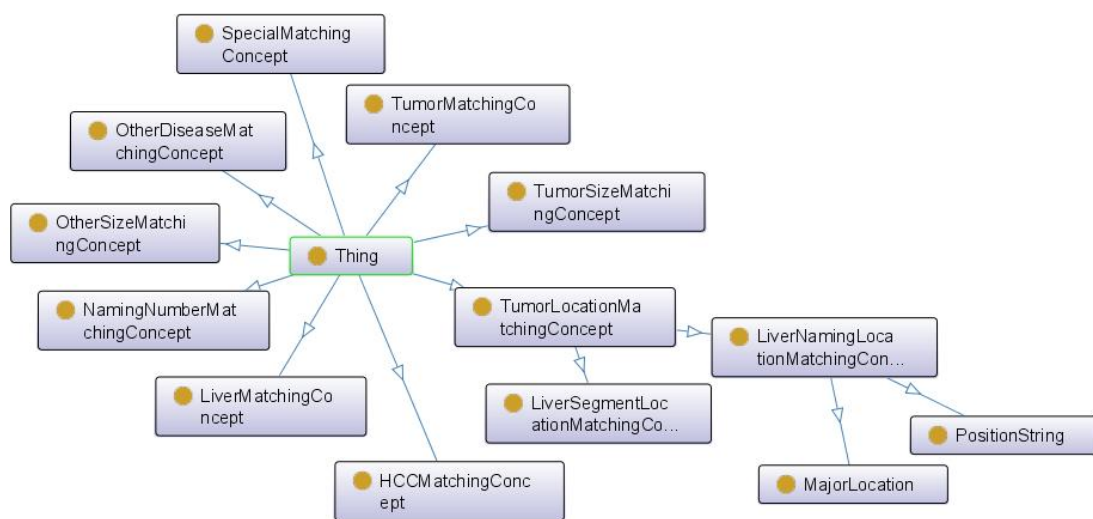 SpecialMatching
Concept
TumorMatchingCo
ncept
OtherDiseaseMat
chingConcept
TumorSizeMatchi
ngConcept
OtherSizeMatchi
ngConcept
Thing
NamingNumberMat
chingConcept
TumorLocationMa
tchingConcept
LiverNamingLoca
tionMatchingCon...
LiverMatchingCo
ncept
LiverSegmentLoc
ationMatchingCo...
PositionString
HCCMatchingConc
ept
MajorLocation